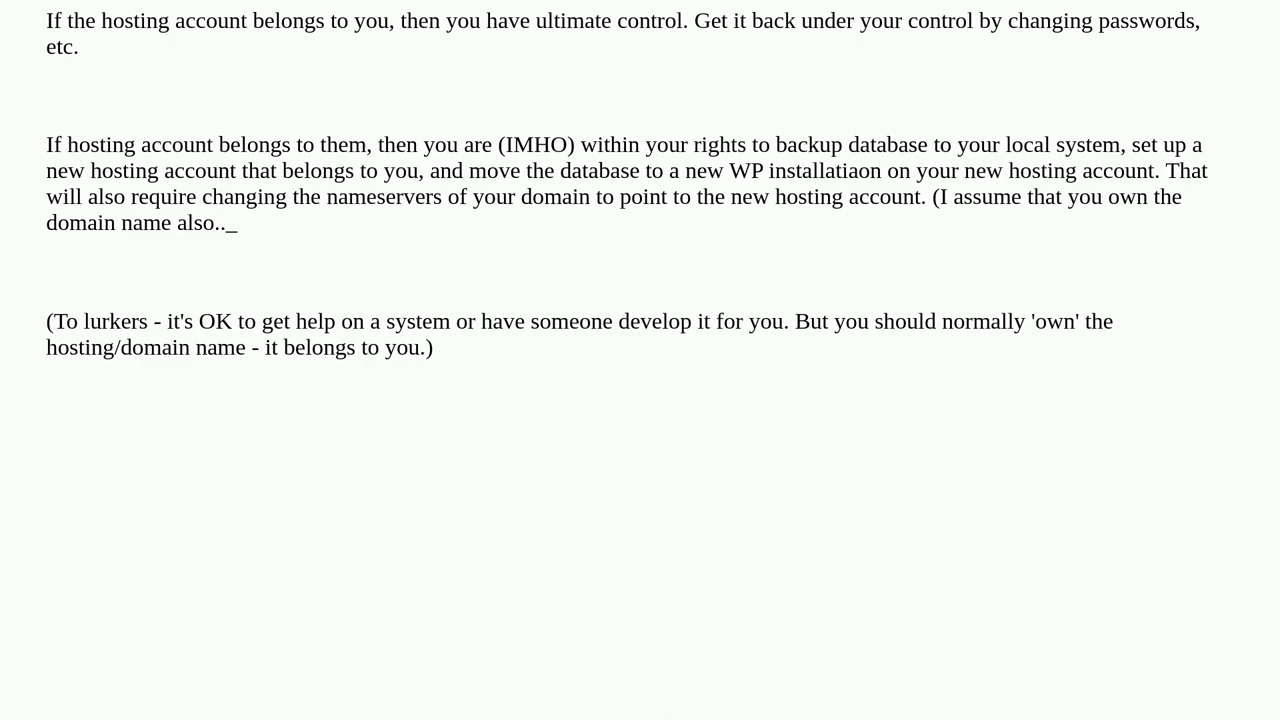 If the hosting account belongs to you, then you have ultimate control. Get it back under your control by changing passwords,
etc.
If hosting account belongs to them, then you are (IMHO) within your rights to backup database to your local system, set up a
new hosting account that belongs to you, and move the database to a new WP installatiaon on your new hosting account. That
will also require changing the nameservers of your domain to point to the new hosting account. (I assume that you own the
domain name also.._
(To lurkers - it's OK to get help on a system or have someone develop it for you. But you should normally 'own' the
hosting/domain name - it belongs to you.)